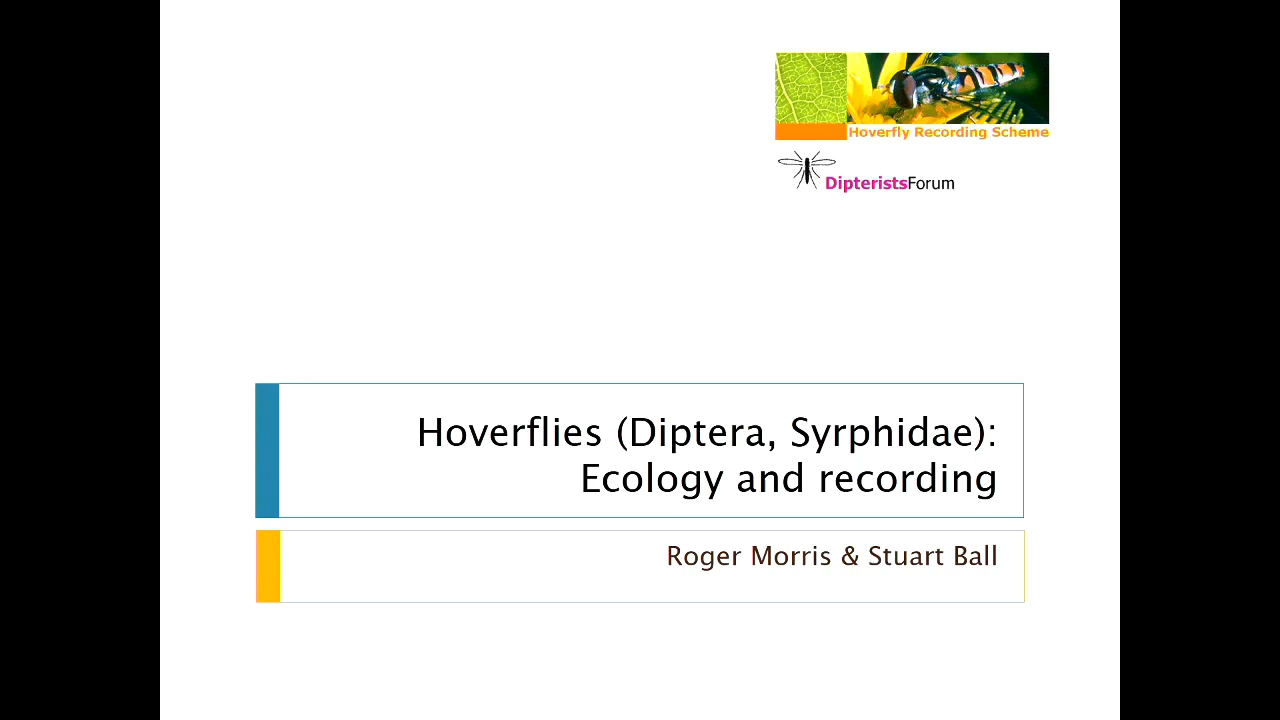 Hoverfly Recording Scheme
DipteristsForum
Hoverflies (Diptera, Syrphidae):
Ecology and recording
Roger Morris & Stuart Ball